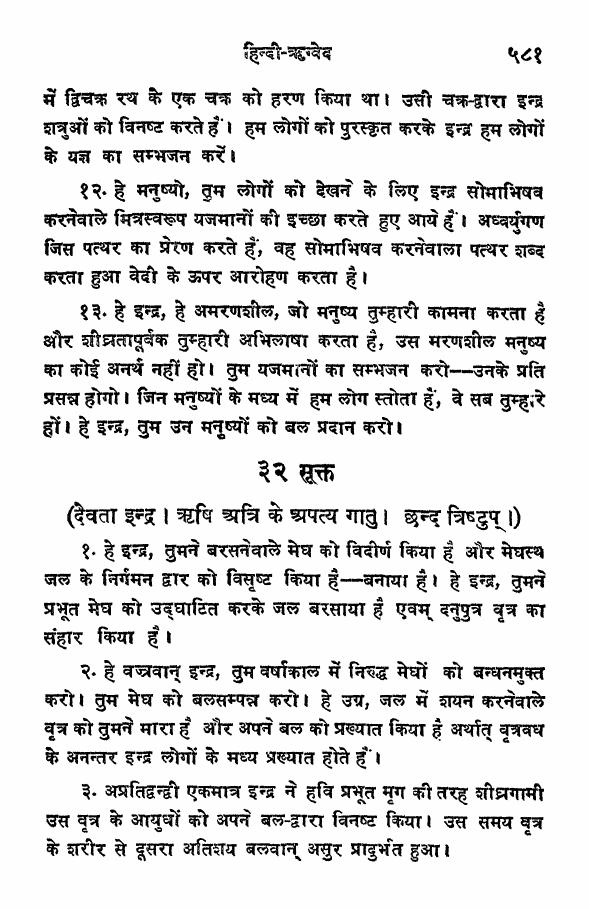 हिन्दी-ऋग्वेद ५८१
में द्विचक्र रथ के एक चक्र को हरण किया था। उसी चक्र-द्वारा इन्द्र
शत्रुओं को विनष्ट करते हैं। हम लोगों को पुरस्कृत करके इन्द्र हम लोगों
के यज्ञ का सम्भजन करें।
१२. हे मनुष्यो, तुम लोगों को देखने के लिए इन्द्र सोमाभिषव
करनेवाले मित्रस्वरूप यजमानों की इच्छा करते हुए आये हैं। अध्वर्युगण
जिस पत्थर का प्रेरण करते हैं, वह सोमाभिषव करनेवाला पत्थर शब्द
करता हुआ वेदी के ऊपर आरोहण करता है।
१३. हे इन्द्र, हे अमरणशील, जो मनुष्य तुम्हारी कामना करता है
और शीघ्रतापूर्वक तुम्हारी अभिलाषा करता है, उस मरणशील मनुष्य
का कोई अनर्थ नहीं हो। तुम यजमानों का सम्भजन करो--उनके प्रति
प्रसन्न होगो। जिन मनुष्यों के मध्य में हम लोग स्तोता हैं, वे सब तुम्हारे
हों। हे इन्द्र, तुम उन मनुष्यों को बल प्रदान करो।
३२ सूक्त
(देवता इन्द्र। ऋषि अत्रि के अपत्य गातु। छन्द त्रिष्टुप्।)
१. हे इन्द्र, तुमने बरसनेवाले मेघ को विदीर्ण किया है और मेघस्थ
जल के निर्गमन द्वार को विसृष्ट किया है--बनाया है। हे इन्द्र, तुमने
प्रभूत मेघ को उद्घाटित करके जल बरसाया है एवम् दनुपुत्र वृत्र का
संहार किया है।
२. हे वज्रवान् इन्द्र, तुम वर्षाकाल में निरुद्ध मेघों को बन्धनमुक्त
करो। तुम मेघ को बलसम्पन्न करो। हे उग्र, जल में शयन करनेवाले
वृत्र को तुमने मारा है और अपने बल को प्रख्यात किया है अर्थात् वृत्रवध
के अनन्तर इन्द्र लोगों के मध्य प्रख्यात होते हैं।
३. अप्रतिद्वन्द्वी एकमात्र इन्द्र ने हवि प्रभूत मृग की तरह शीघ्रगामी
उस वृत्र के आयुधों को अपने बल-द्वारा विनष्ट किया। उस समय वृत्र
के शरीर से दूसरा अतिशय बलवान् असुर प्रादुर्भत हुआ।